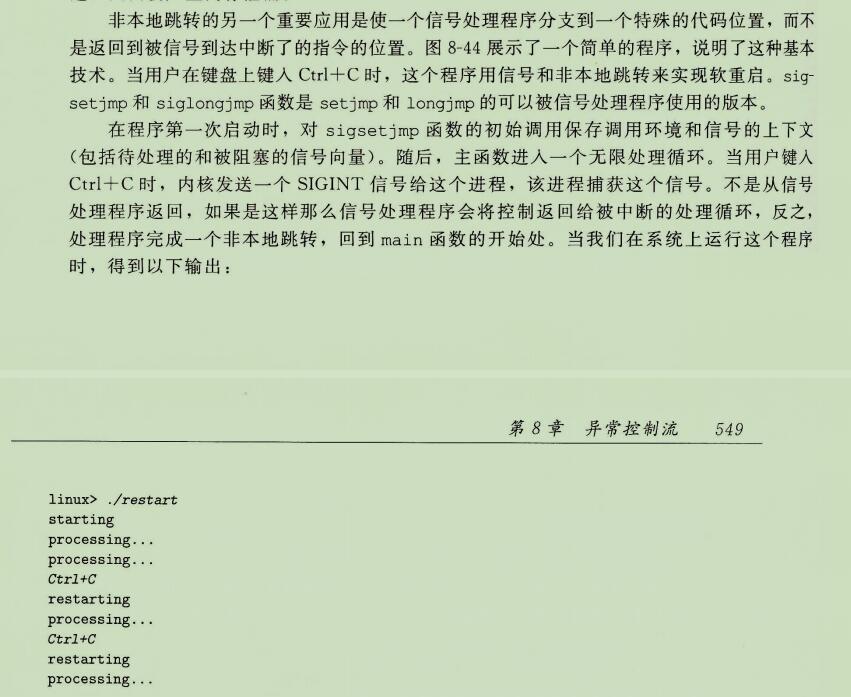 非本地跳转的另一个重要应用是使一个信号处理程序分支到一个特殊的代码位置，而不
是返回到被信号到达中断了的指令的位置。图 8-44 展示了一个简单的程序，说明了这种基本
技术。当用户在键盘上键入 Ctrl+C 时，这个程序用信号和非本地跳转来实现软重启。sig-
setjmp 和 siglongjmp 函数是 setjmp 和 longjmp 的可以被信号处理程序使用的版本。
在程序第一次启动时，对 sigsetjmp 函数的初始调用保存调用环境和信号的上下文
（包括待处理的和被阻塞的信号向量）。随后，主函数进入一个无限处理循环。当用户键入
Ctrl+C 时，内核发送一个 SIGINT 信号给这个进程，该进程捕获这个信号。不是从信号
处理程序返回，如果是这样那么信号处理程序会将控制返回给被中断的处理循环，反之，
处理程序完成一个非本地跳转，回到 main 函数的开始处。当我们在系统上运行这个程序
时，得到以下输出：
第 8 章 异常控制流 549
linux> ./restart
starting
processing...
processing...
Ctrl+C
restarting
processing...
Ctrl+C
restarting
processing...